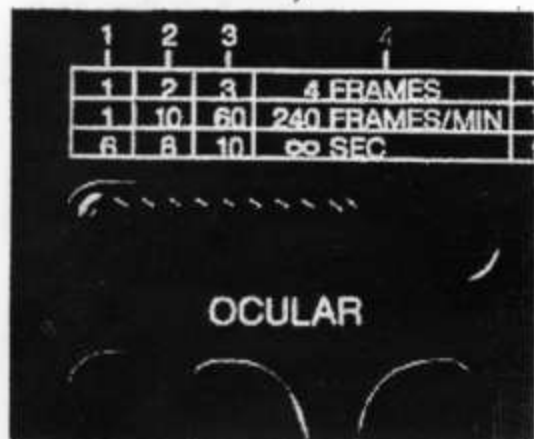 1 2 3 4
1 2 3 4 FRAMES
1 10 60 240 FRAMES/MIN
6 8 10 ∞ SEC
OCULAR